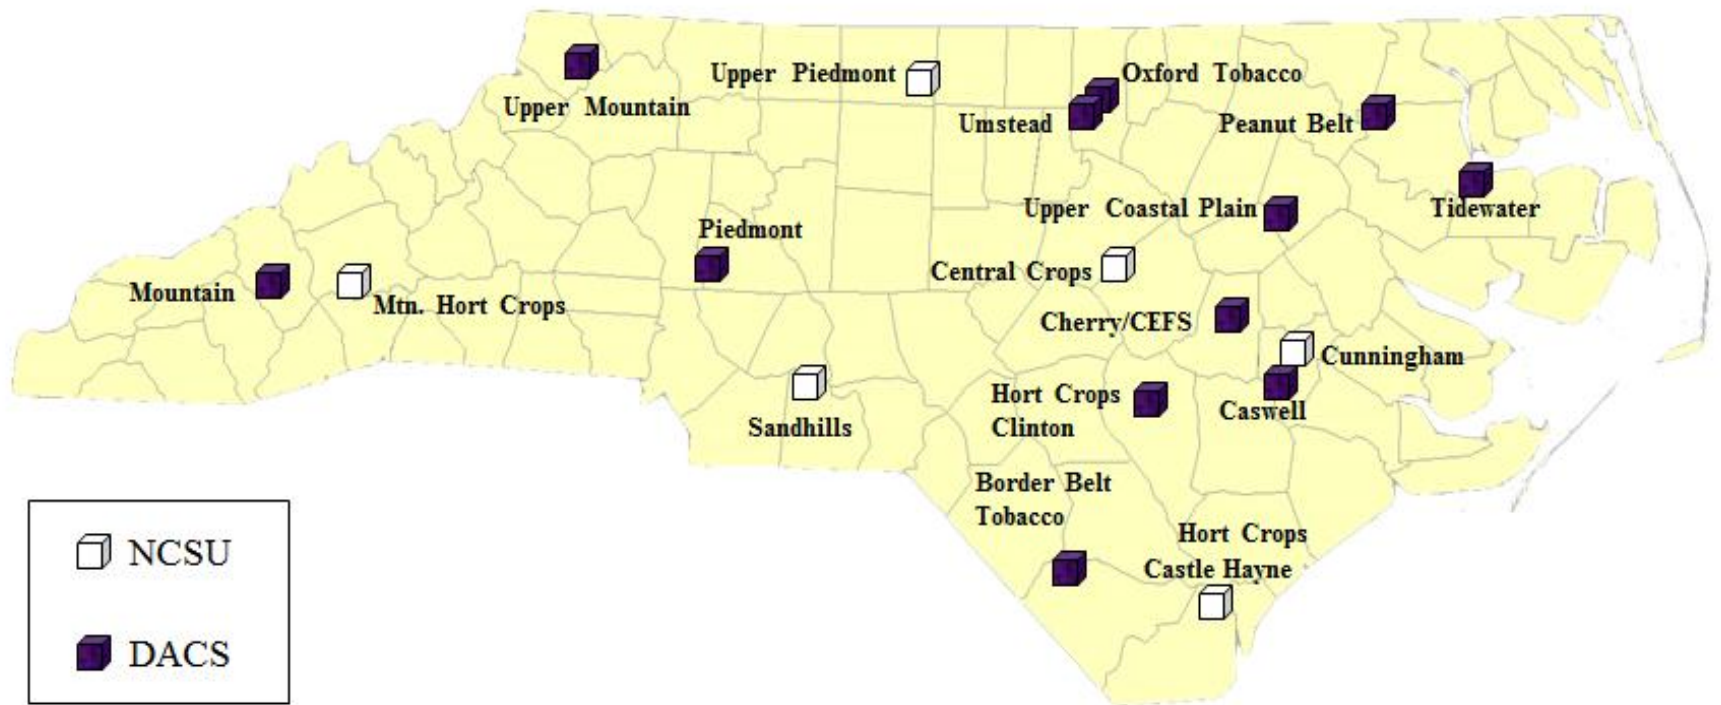 Upper Piedmont
Oxford Tobacco
Upper Mountain
Umstead
Peanut Belt
Upper Coastal Plain
Tidewater
Piedmont
Central Crops
Mountain
Mtn. Hort Crops
Cherry/CEFS
Cunningham
Hort Crops
Clinton
Caswell
Sandhills
Border Belt
Tobacco
Hort Crops
Castle Hayne
NCSU
DACS